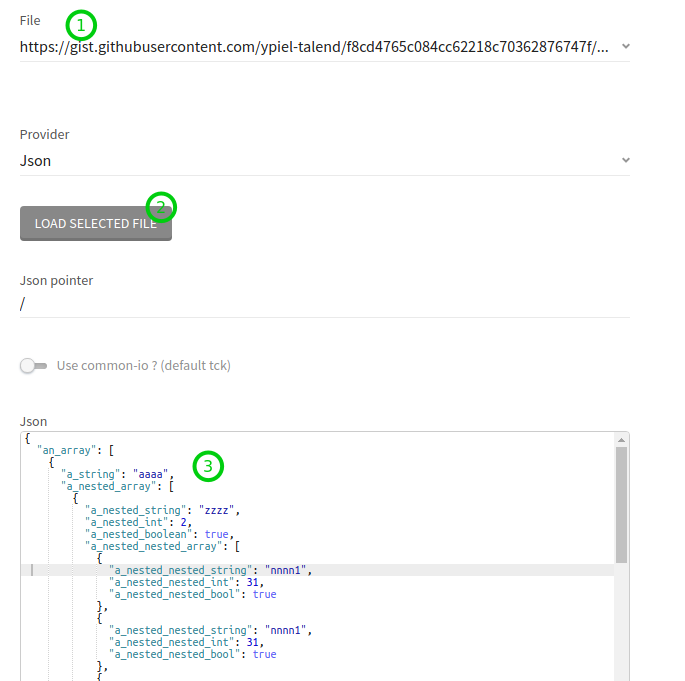 File
1
https://gist.githubusercontent.com/ypiel-talend/f8cd4765c084cc62218c70362876747f/...
Provider
Json
2
LOAD SELECTED FILE
Json pointer
/
Use common-io ? (default tck)
Json
{
"an_array": [
{
3
"a_string": "aaaa",
"a_nested_array": [
{
"a_nested_string": "zzzz",
"a_nested_int": 2,
"a_nested_boolean": true,
"a_nested_nested_array": [
{
"a_nested_nested_string": "nnnn1",
"a_nested_nested_int": 31,
"a_nested_nested_bool": true
},
{
"a_nested_nested_string": "nnnn1",
"a_nested_nested_int": 31,
"a_nested_nested_bool": true
},
{